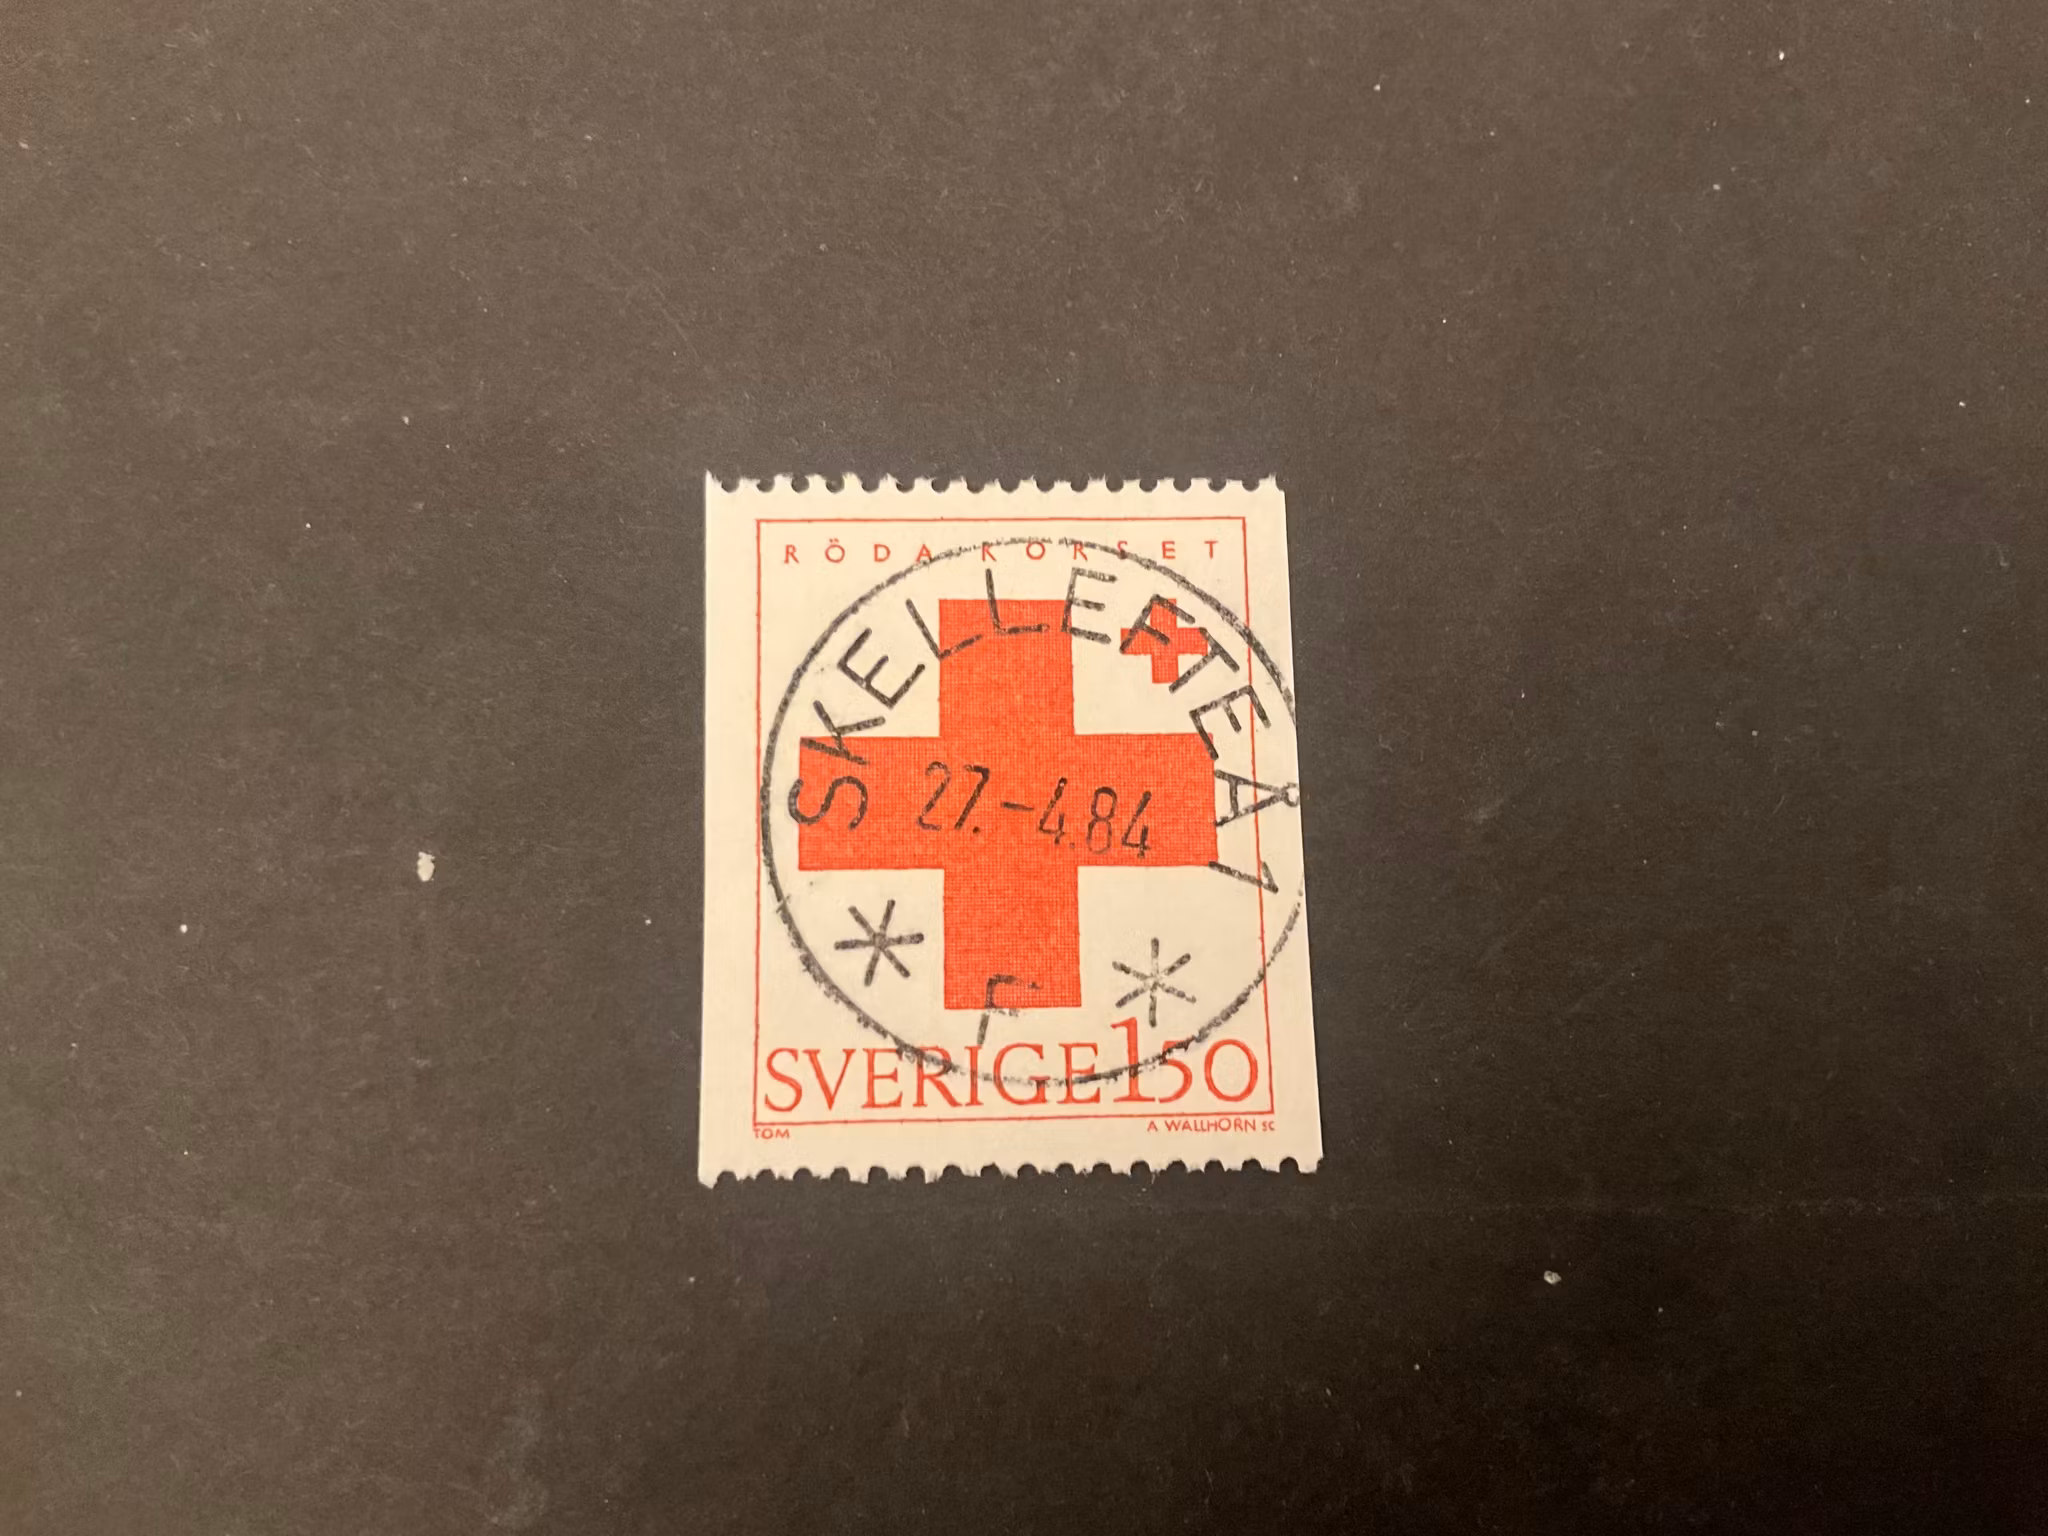 RÖDA KORSET
SKELLEFTEÅ 1
27.-4.84
* *
SVERIGE 150
TOM
A WALLHORN SC